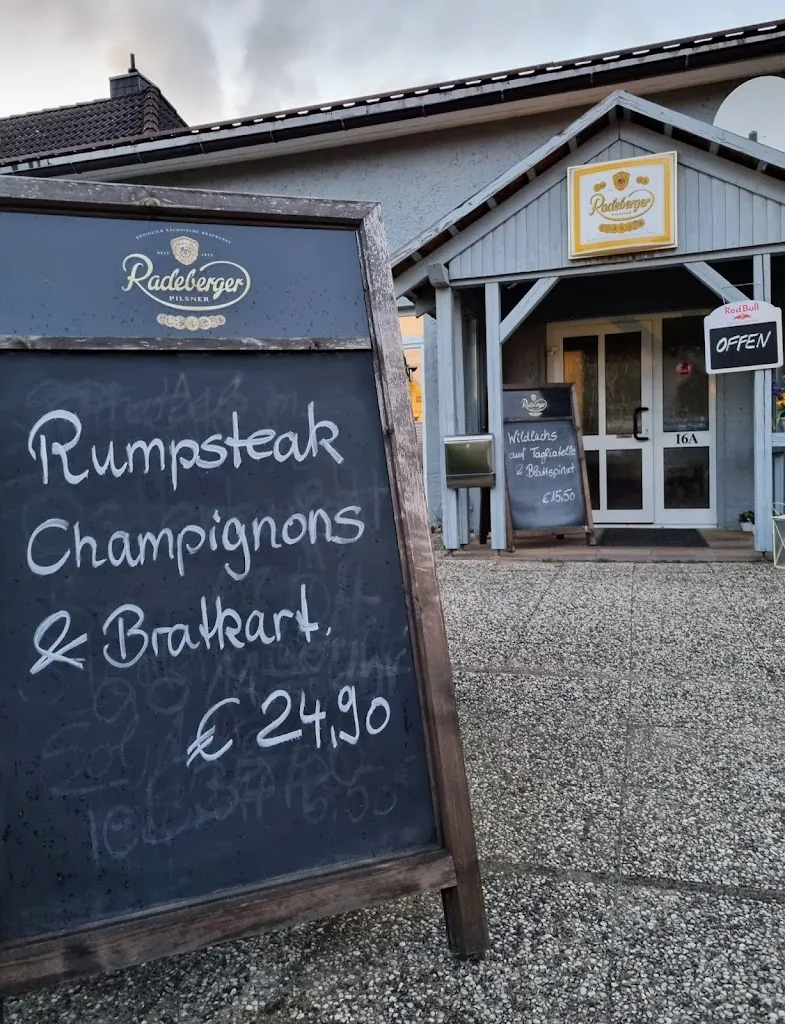 Radeberger
PILSNER
Rumpsteak
Champignons
& Bratkart.
€ 24,90
Radeberger
PILSNER
Red Bull
OFFEN
16A
Radeberger
Wildlachs
auf Tagliatelle
& Blattspinat
€15,50